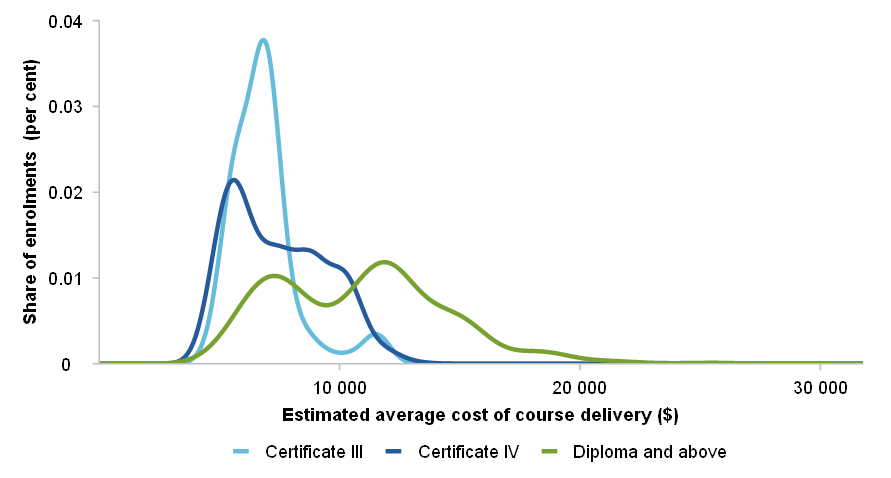 Share of enrolments (per cent)
0.04
0.03
0.02
0.01
0
10 000 20 000 30 000
Estimated average cost of course delivery ($)
Certificate III Certificate IV Diploma and above